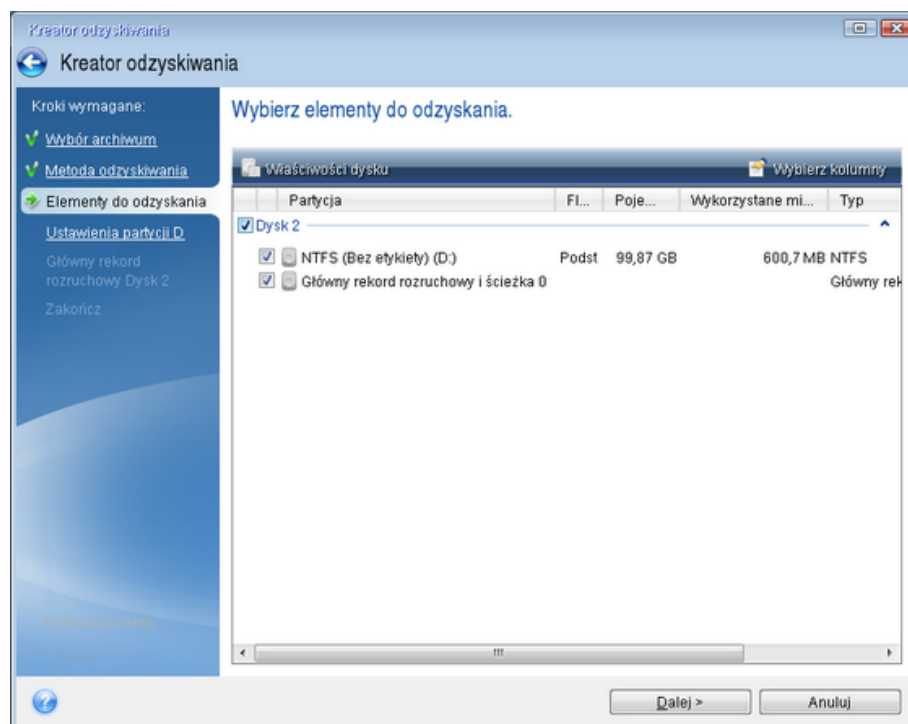 Kreator odzyskiwania
Kreator odzyskiwania
Kroki wymagane:
Wybór archiwum
Metoda odzyskiwania
Elementy do odzyskania
Ustawienia partycji D
Główny rekord
rozruchowy Dysk 2
Zakończ
Wybierz elementy do odzyskania.
Właściwości dysku Wybierz kolumny
Partycja Fl... Poje... Wykorzystane mi... Typ
Dysk 2
NTFS (Bez etykiety) (D:) Podst 99,87 GB 600,7 MB NTFS
Główny rekord rozruchowy i ścieżka 0 Główny rek
Dalej > Anuluj